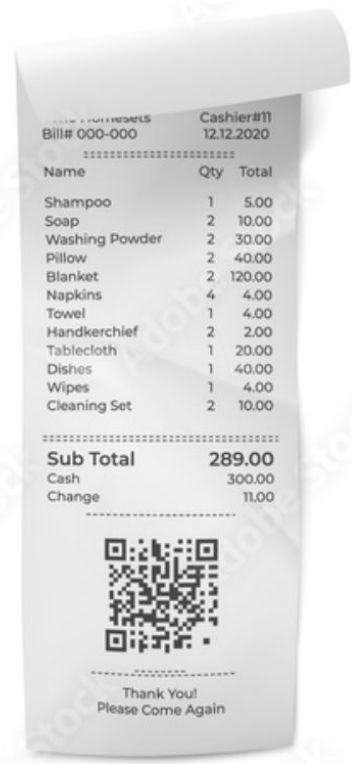 Homesets Cashier#11
Bill# 000-000 12.12.2020
Name Qty Total
Shampoo 1 5.00
Soap 2 10.00
Washing Powder 2 30.00
Pillow 2 40.00
Blanket 2 120.00
Napkins 4 4.00
Towel 1 4.00
Handkerchief 2 2.00
Tablecloth 1 20.00
Dishes 1 40.00
Wipes 1 4.00
Cleaning Set 2 10.00
Sub Total 289.00
Cash 300.00
Change 11.00
Thank You!
Please Come Again
Adobe Stock